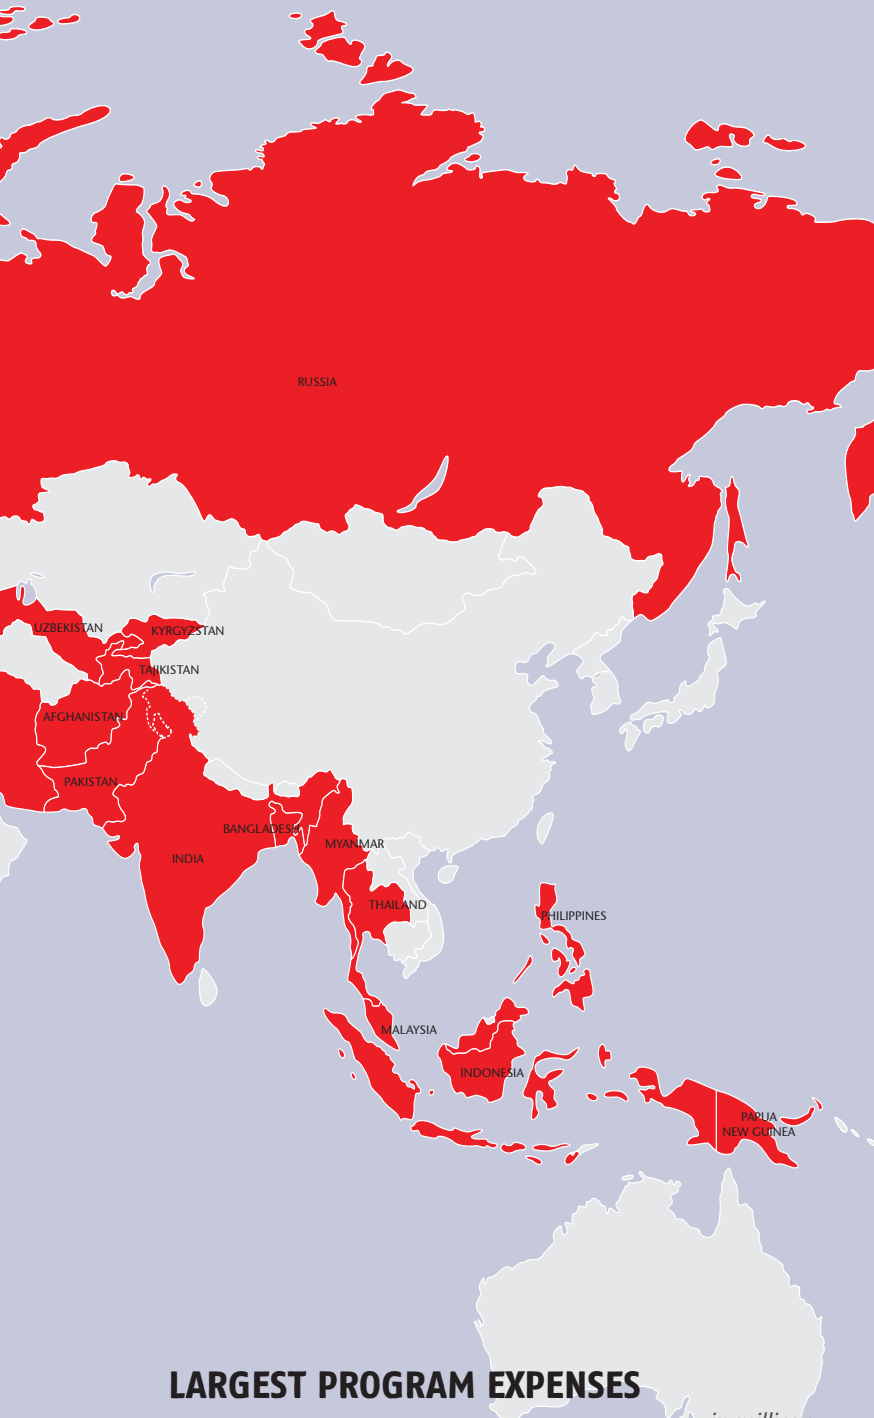 RUSSIA
UZBEKISTAN
KYRGYZSTAN
TAJIKISTAN
AFGHANISTAN
PAKISTAN
BANGLADESH
MYANMAR
INDIA
THAILAND
PHILIPPINES
MALAYSIA
INDONESIA
PAPUA
NEW GUINEA
LARGEST PROGRAM EXPENSES